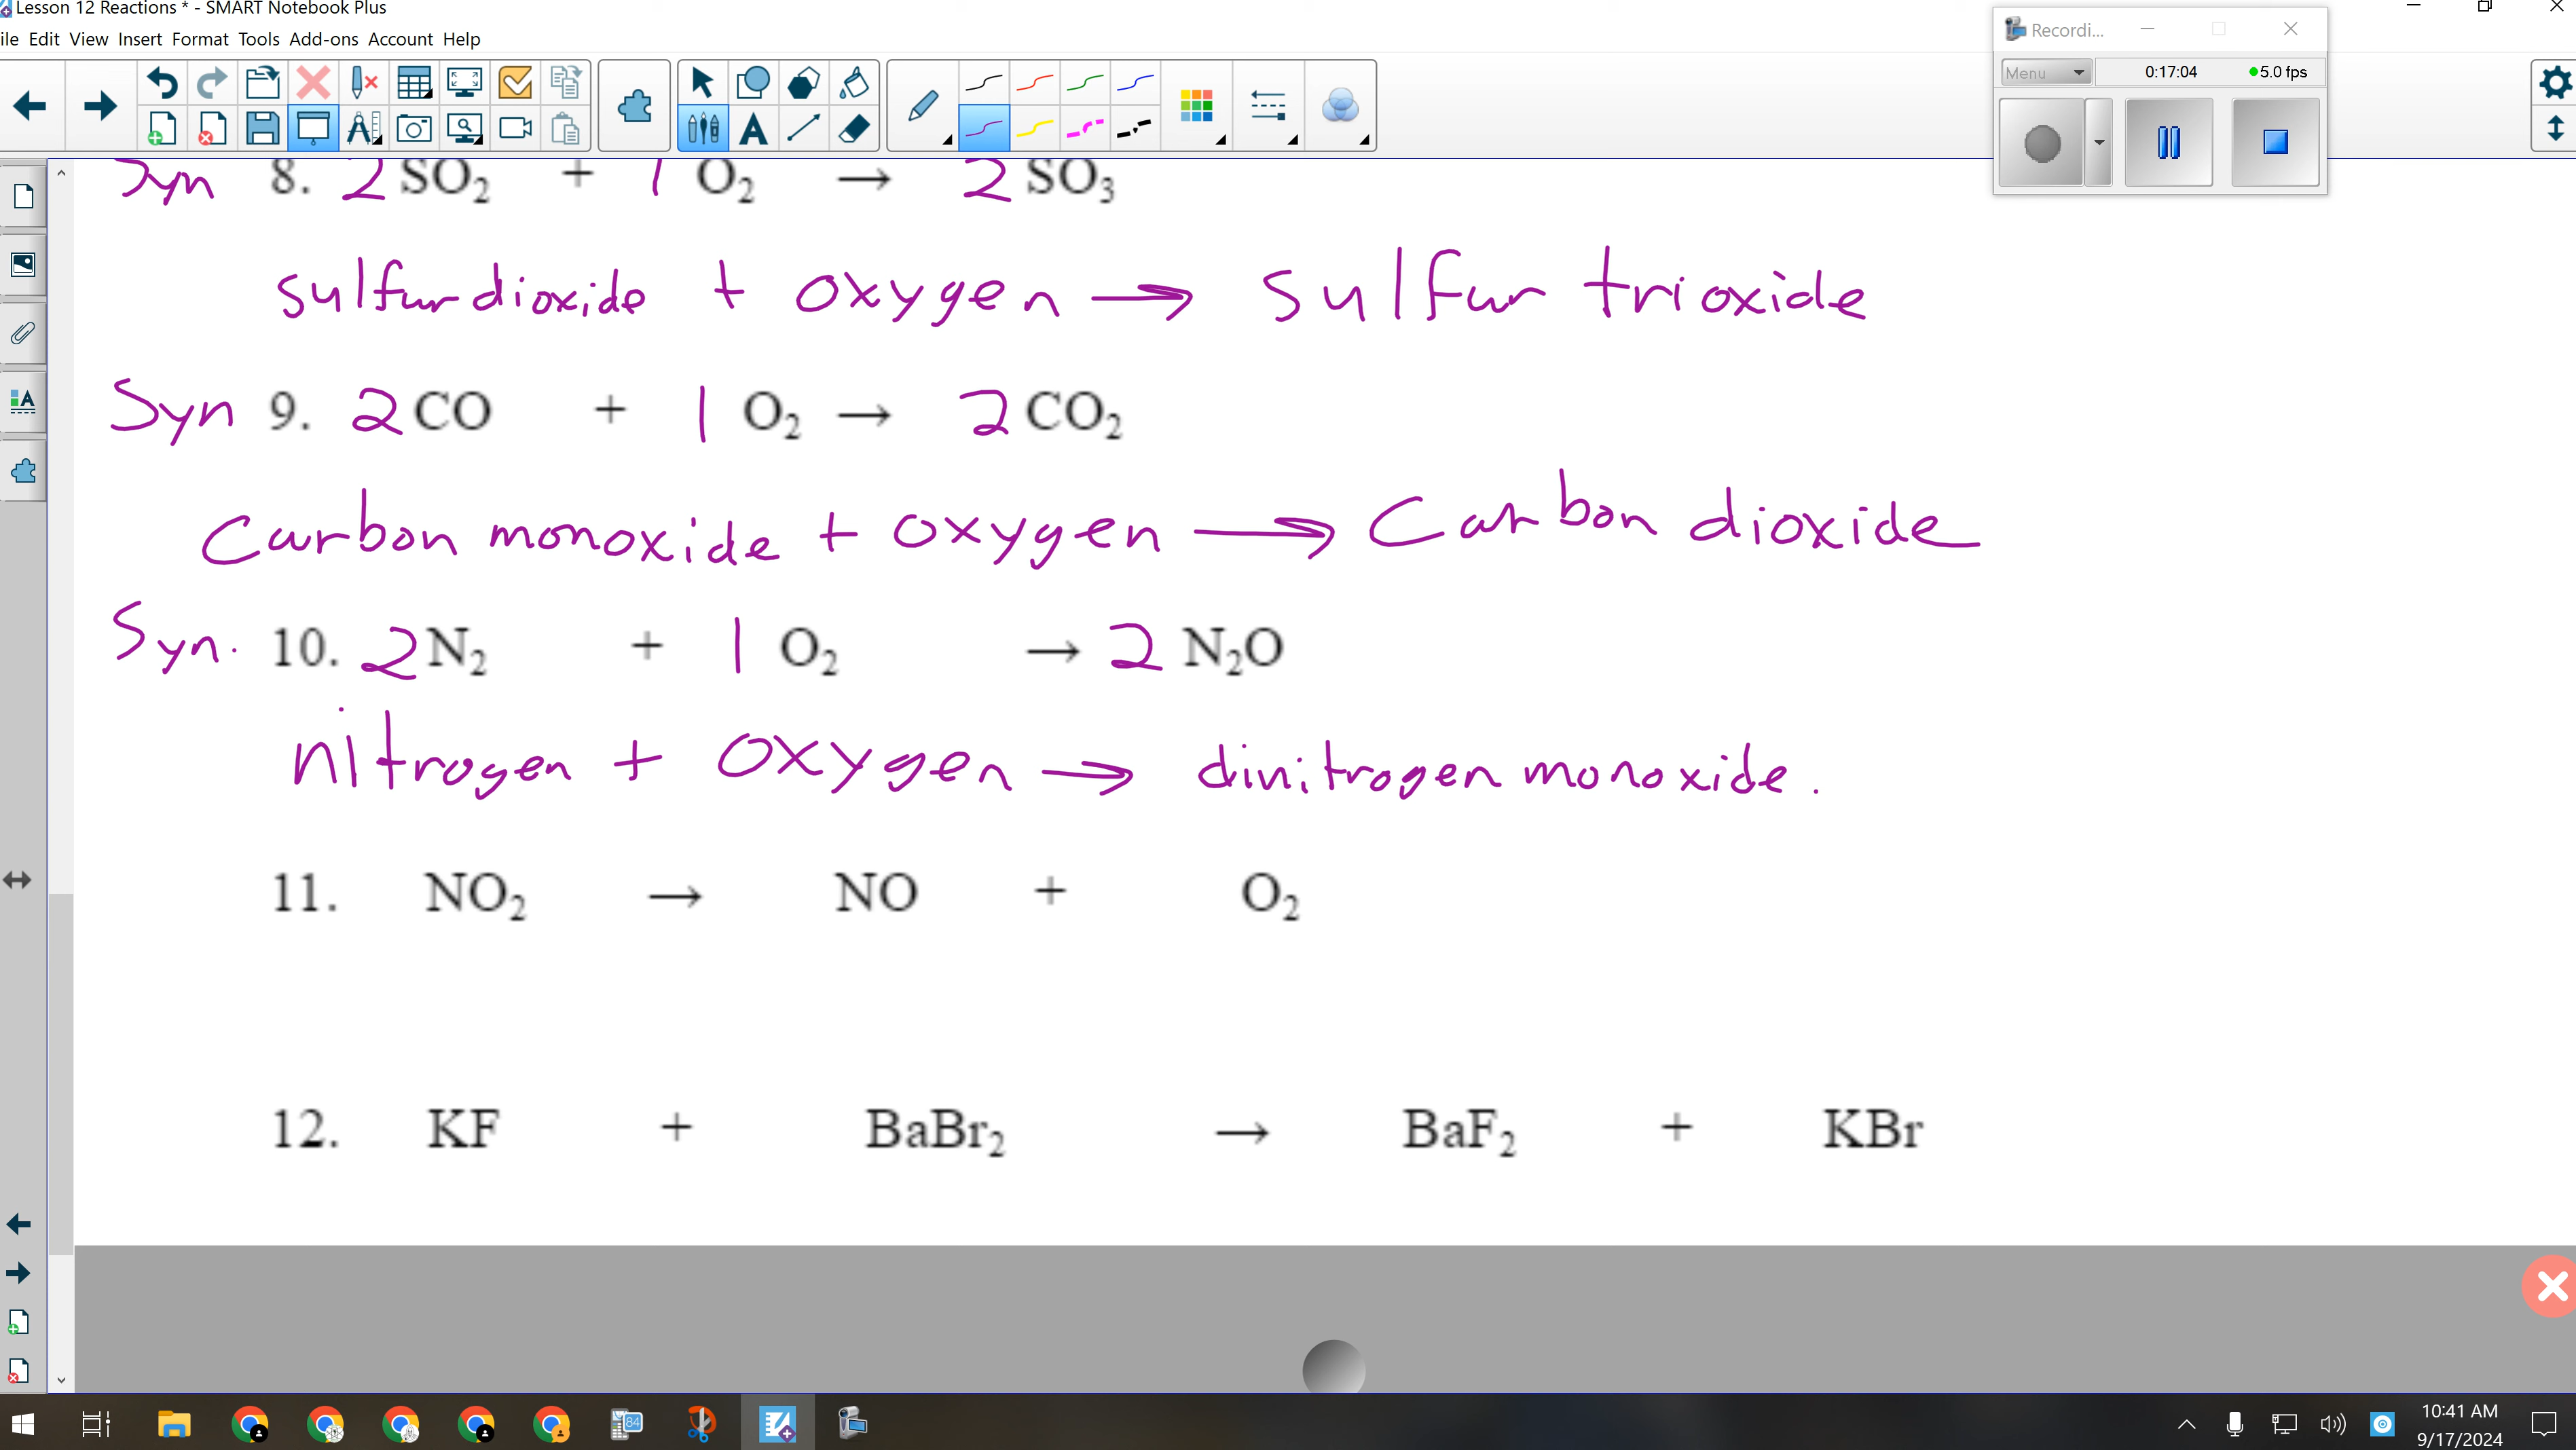 Lesson 12 Reactions * - SMART Notebook Plus
ile Edit View Insert Format Tools Add-ons Account Help
Recordi...
Menu 0:17:04 5.0 fps
Syn 8. 2 SO₂ + 1 O₂ → 2 SO₃
sulfur dioxide + oxygen → sulfur trioxide
Syn 9. 2 CO + 1 O₂ → 2 CO₂
Carbon monoxide + oxygen → Carbon dioxide
Syn. 10. 2 N₂ + 1 O₂ → 2 N₂O
nitrogen + oxygen → dinitrogen monoxide.
11. NO₂ → NO + O₂
12. KF + BaBr₂ → BaF₂ + KBr
84
10:41 AM
9/17/2024